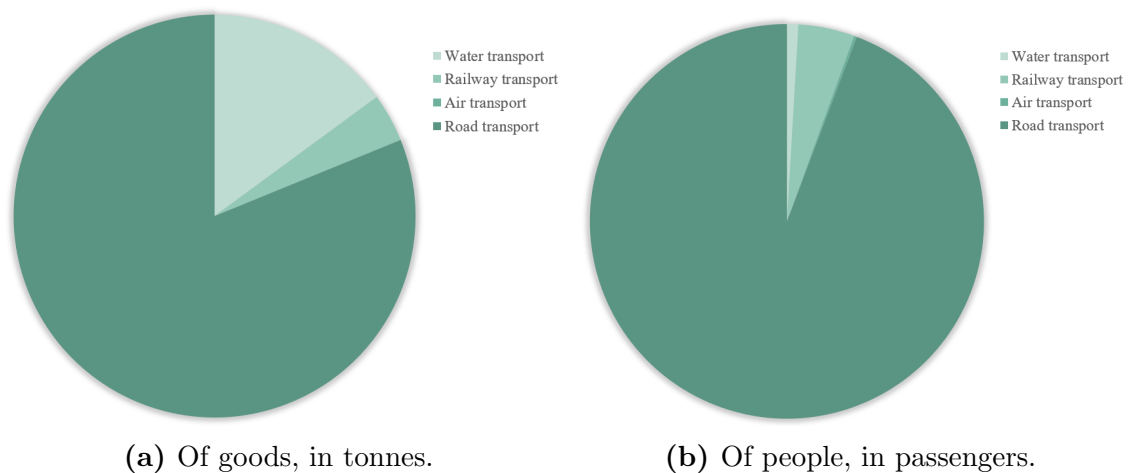 Water transport
Railway transport
Air transport
Road transport
Water transport
Railway transport
Air transport
Road transport
(a) Of goods, in tonnes.
(b) Of people, in passengers.